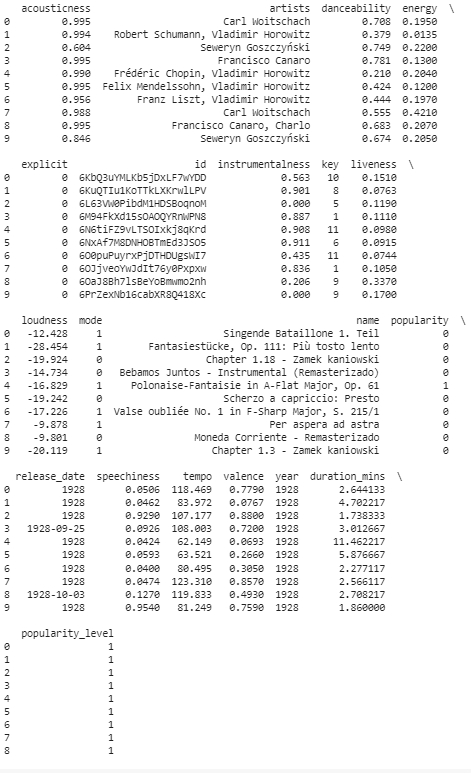 acousticness artists danceability energy \
0 0.995 Carl Woitschach 0.708 0.1950
1 0.994 Robert Schumann, Vladimir Horowitz 0.379 0.0135
2 0.604 Seweryn Goszczyński 0.749 0.2200
3 0.995 Francisco Canaro 0.781 0.1300
4 0.990 Frédéric Chopin, Vladimir Horowitz 0.210 0.2040
5 0.995 Felix Mendelssohn, Vladimir Horowitz 0.424 0.1200
6 0.956 Franz Liszt, Vladimir Horowitz 0.444 0.1970
7 0.988 Carl Woitschach 0.555 0.4210
8 0.995 Francisco Canaro, Charlo 0.683 0.2070
9 0.846 Seweryn Goszczyński 0.674 0.2050
explicit id instrumentalness key liveness \
0 0 6KbQ3uYMLKb5jDxLF7wYDD 0.563 10 0.1510
1 0 6KuQTIu1KoTTkLXKrwlLPV 0.901 8 0.0763
2 0 6L63VW0PibdM1HDSBoqnoM 0.000 5 0.1190
3 0 6M94FkXd15sOAOQYRnWPN8 0.887 1 0.1110
4 0 6N6tiFZ9vLTSOIxkj8qKrd 0.908 11 0.0980
5 0 6NxAf7M8DNHOBTmEd3JSO5 0.911 6 0.0915
6 0 6O0puPuyrxPjDTHDUgsWI7 0.435 11 0.0744
7 0 6OJjveoYwJdIt76y0Pxpxw 0.836 1 0.1050
8 0 6OaJ8Bh7lsBeYoBmwmo2nh 0.206 9 0.3370
9 0 6PrZexNb16cabXR8Q418Xc 0.000 9 0.1700
loudness mode name popularity \
0 -12.428 1 Singende Bataillone 1. Teil 0
1 -28.454 1 Fantasiestücke, Op. 111: Più tosto lento 0
2 -19.924 0 Chapter 1.18 - Zamek kaniowski 0
3 -14.734 0 Bebamos Juntos - Instrumental (Remasterizado) 0
4 -16.829 1 Polonaise-Fantaisie in A-Flat Major, Op. 61 1
5 -19.242 0 Scherzo a capriccio: Presto 0
6 -17.226 1 Valse oubliée No. 1 in F-Sharp Major, S. 215/1 0
7 -9.878 1 Per aspera ad astra 0
8 -9.801 0 Moneda Corriente - Remasterizado 0
9 -20.119 1 Chapter 1.3 - Zamek kaniowski 0
release_date speechiness tempo valence year duration_mins \
0 1928 0.0506 118.469 0.7790 1928 2.644133
1 1928 0.0462 83.972 0.0767 1928 4.702217
2 1928 0.9290 107.177 0.8800 1928 1.738333
3 1928-09-25 0.0926 108.003 0.7200 1928 3.012667
4 1928 0.0424 62.149 0.0693 1928 11.462217
5 1928 0.0593 63.521 0.2660 1928 5.876667
6 1928 0.0400 80.495 0.3050 1928 2.277117
7 1928 0.0474 123.310 0.8570 1928 2.566117
8 1928-10-03 0.1270 119.833 0.4930 1928 2.708217
9 1928 0.9540 81.249 0.7590 1928 1.860000
popularity_level
0 1
1 1
2 1
3 1
4 1
5 1
6 1
7 1
8 1